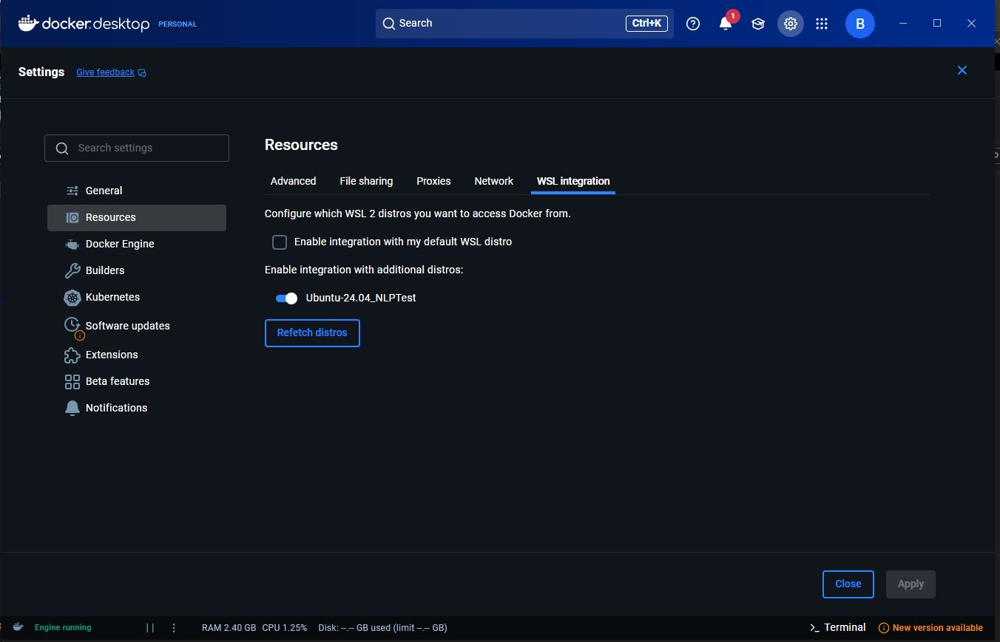 docker.desktop PERSONAL Search Ctrl+K 1 B
Settings Give feedback
Search settings
General
Resources
Docker Engine
Builders
Kubernetes
Software updates
Extensions
Beta features
Notifications
Resources
Advanced File sharing Proxies Network WSL integration
Configure which WSL 2 distros you want to access Docker from.
Enable integration with my default WSL distro
Enable integration with additional distros:
Ubuntu-24.04_NLPTest
Refetch distros
Close Apply
Engine running RAM 2.40 GB CPU 1.25% Disk: --.-- GB used (limit --.-- GB) Terminal New version available